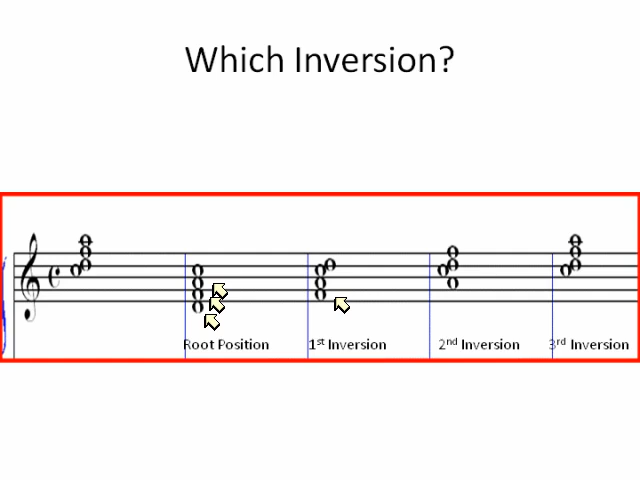 Which Inversion?
Root Position
1st Inversion
2nd Inversion
3rd Inversion